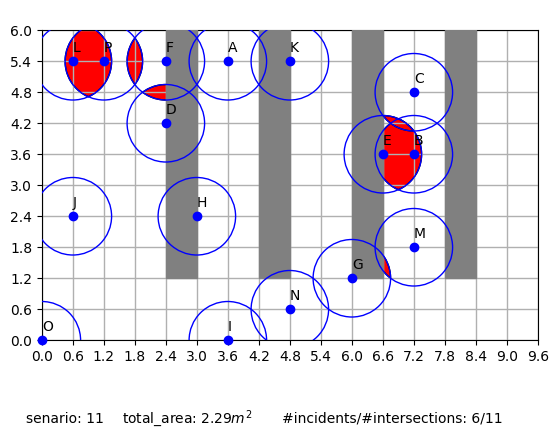 6.0
L P F A K
5.4
C
4.8
D
4.2
E B
3.6
3.0
J H
2.4
M
1.8
G
1.2
N
0.6
O I
0.0
0.0 0.6 1.2 1.8 2.4 3.0 3.6 4.2 4.8 5.4 6.0 6.6 7.2 7.8 8.4 9.0 9.6
senario: 11 total_area: 2.29m² #incidents/#intersections: 6/11